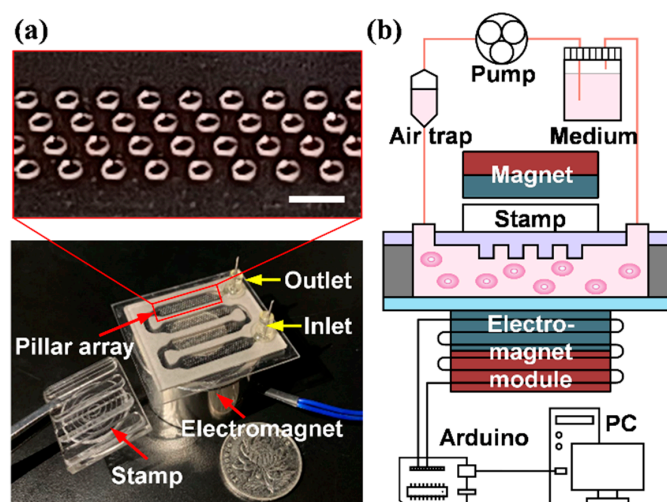 (a)
Outlet
Pillar array
Inlet
Electromagnet
Stamp
(b)
Pump
Air trap
Medium
Magnet
Stamp
Electro-
magnet
module
Arduino
PC